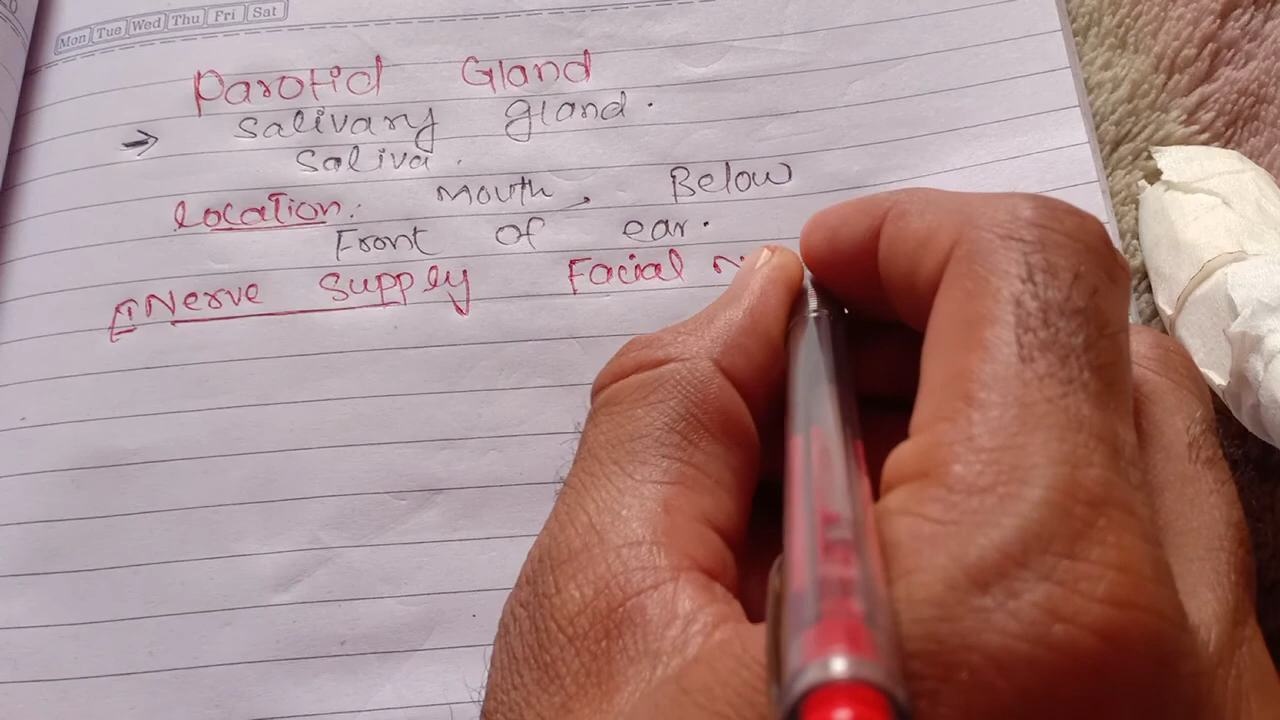 Mon Tue Wed Thu Fri Sat
Parotid Gland
→ Salivary gland.
Saliva.
Location: Mouth, Below
Front of ear.
Nerve Supply Facial